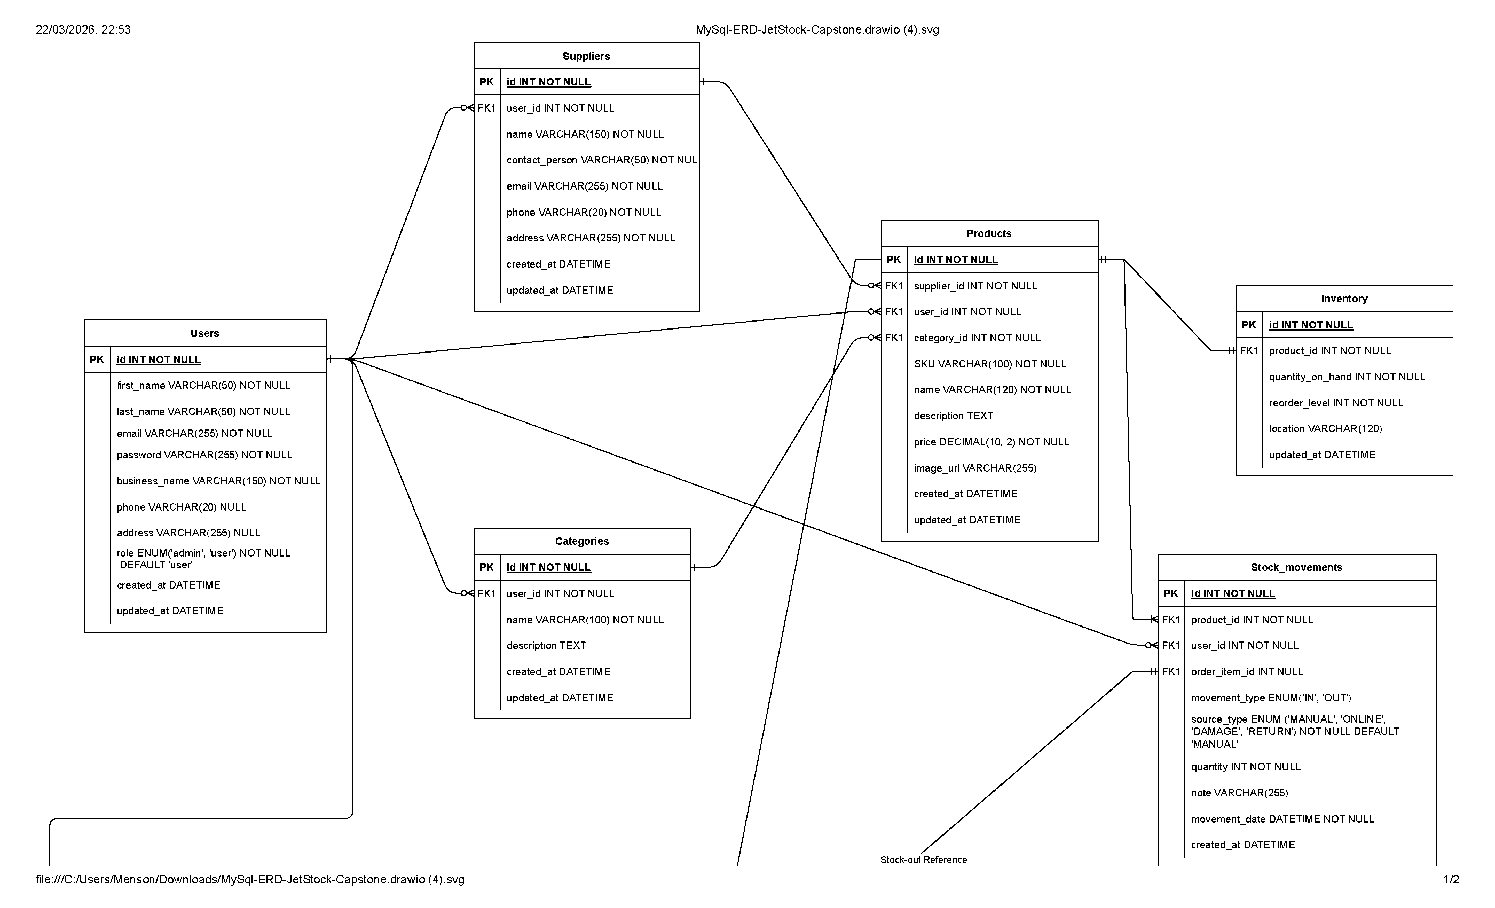 22/03/2026, 22:53
MySql-ERD-JetStock-Capstone.drawio (4).svg
Suppliers
PK id INT NOT NULL
FK1 user_id INT NOT NULL
name VARCHAR(150) NOT NULL
contact_person VARCHAR(50) NOT NUL
email VARCHAR(255) NOT NULL
phone VARCHAR(20) NOT NULL
address VARCHAR(255) NOT NULL
created_at DATETIME
updated_at DATETIME
Products
PK id INT NOT NULL
FK1 supplier_id INT NOT NULL
FK1 user_id INT NOT NULL
FK1 category_id INT NOT NULL
SKU VARCHAR(100) NOT NULL
name VARCHAR(120) NOT NULL
description TEXT
price DECIMAL(10, 2) NOT NULL
image_url VARCHAR(255)
created_at DATETIME
updated_at DATETIME
Inventory
PK id INT NOT NULL
FK1 product_id INT NOT NULL
quantity_on_hand INT NOT NULL
reorder_level INT NOT NULL
location VARCHAR(120)
updated_at DATETIME
Users
PK id INT NOT NULL
first_name VARCHAR(50) NOT NULL
last_name VARCHAR(50) NOT NULL
email VARCHAR(255) NOT NULL
password VARCHAR(255) NOT NULL
business_name VARCHAR(150) NOT NULL
phone VARCHAR(20) NULL
address VARCHAR(255) NULL
role ENUM('admin', 'user') NOT NULL
DEFAULT 'user'
created_at DATETIME
updated_at DATETIME
Categories
PK id INT NOT NULL
FK1 user_id INT NOT NULL
name VARCHAR(100) NOT NULL
description TEXT
created_at DATETIME
updated_at DATETIME
Stock_movements
PK id INT NOT NULL
FK1 product_id INT NOT NULL
FK1 user_id INT NOT NULL
FK1 order_item_id INT NULL
movement_type ENUM('IN', 'OUT')
source_type ENUM ('MANUAL', 'ONLINE',
'DAMAGE', 'RETURN') NOT NULL DEFAULT
'MANUAL'
quantity INT NOT NULL
note VARCHAR(255)
movement_date DATETIME NOT NULL
created_at DATETIME
Stock-out Reference
file:///C:/Users/Menson/Downloads/MySql-ERD-JetStock-Capstone.drawio (4).svg
1/2